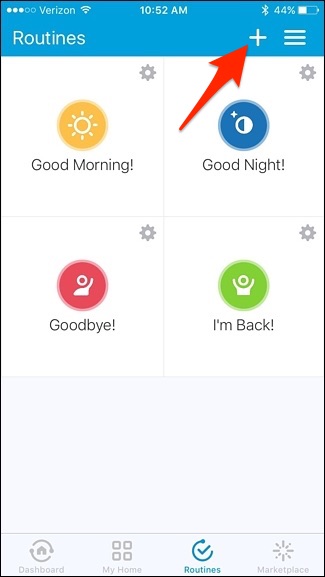 Verizon 10:52 AM 44%
Routines
Good Morning! Good Night!
Goodbye! I'm Back!
Dashboard My Home Routines Marketplace